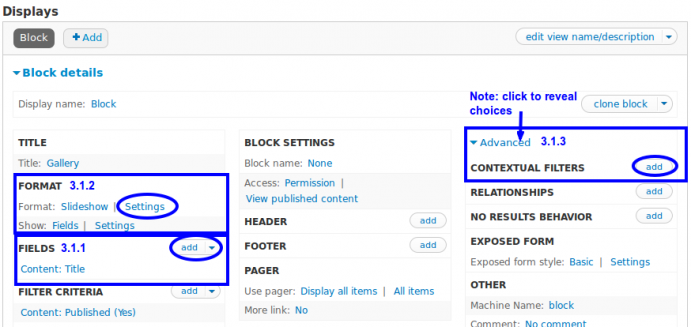 Displays
Block
+ Add
edit view name/description
Block details
Display name: Block
Note: click to reveal
choices
clone block
TITLE
Title: Gallery
FORMAT 3.1.2
Format: Slideshow | Settings
Show: Fields | Settings
FIELDS 3.1.1 add
Content: Title
FILTER CRITERIA add
Content: Published (Yes)
BLOCK SETTINGS
Block name: None
Access: Permission |
View published content
HEADER add
FOOTER add
PAGER
Use pager: Display all items | All items
More link: No
Advanced 3.1.3
CONTEXTUAL FILTERS add
RELATIONSHIPS add
NO RESULTS BEHAVIOR add
EXPOSED FORM
Exposed form style: Basic | Settings
OTHER
Machine Name: block
Comment: No comment